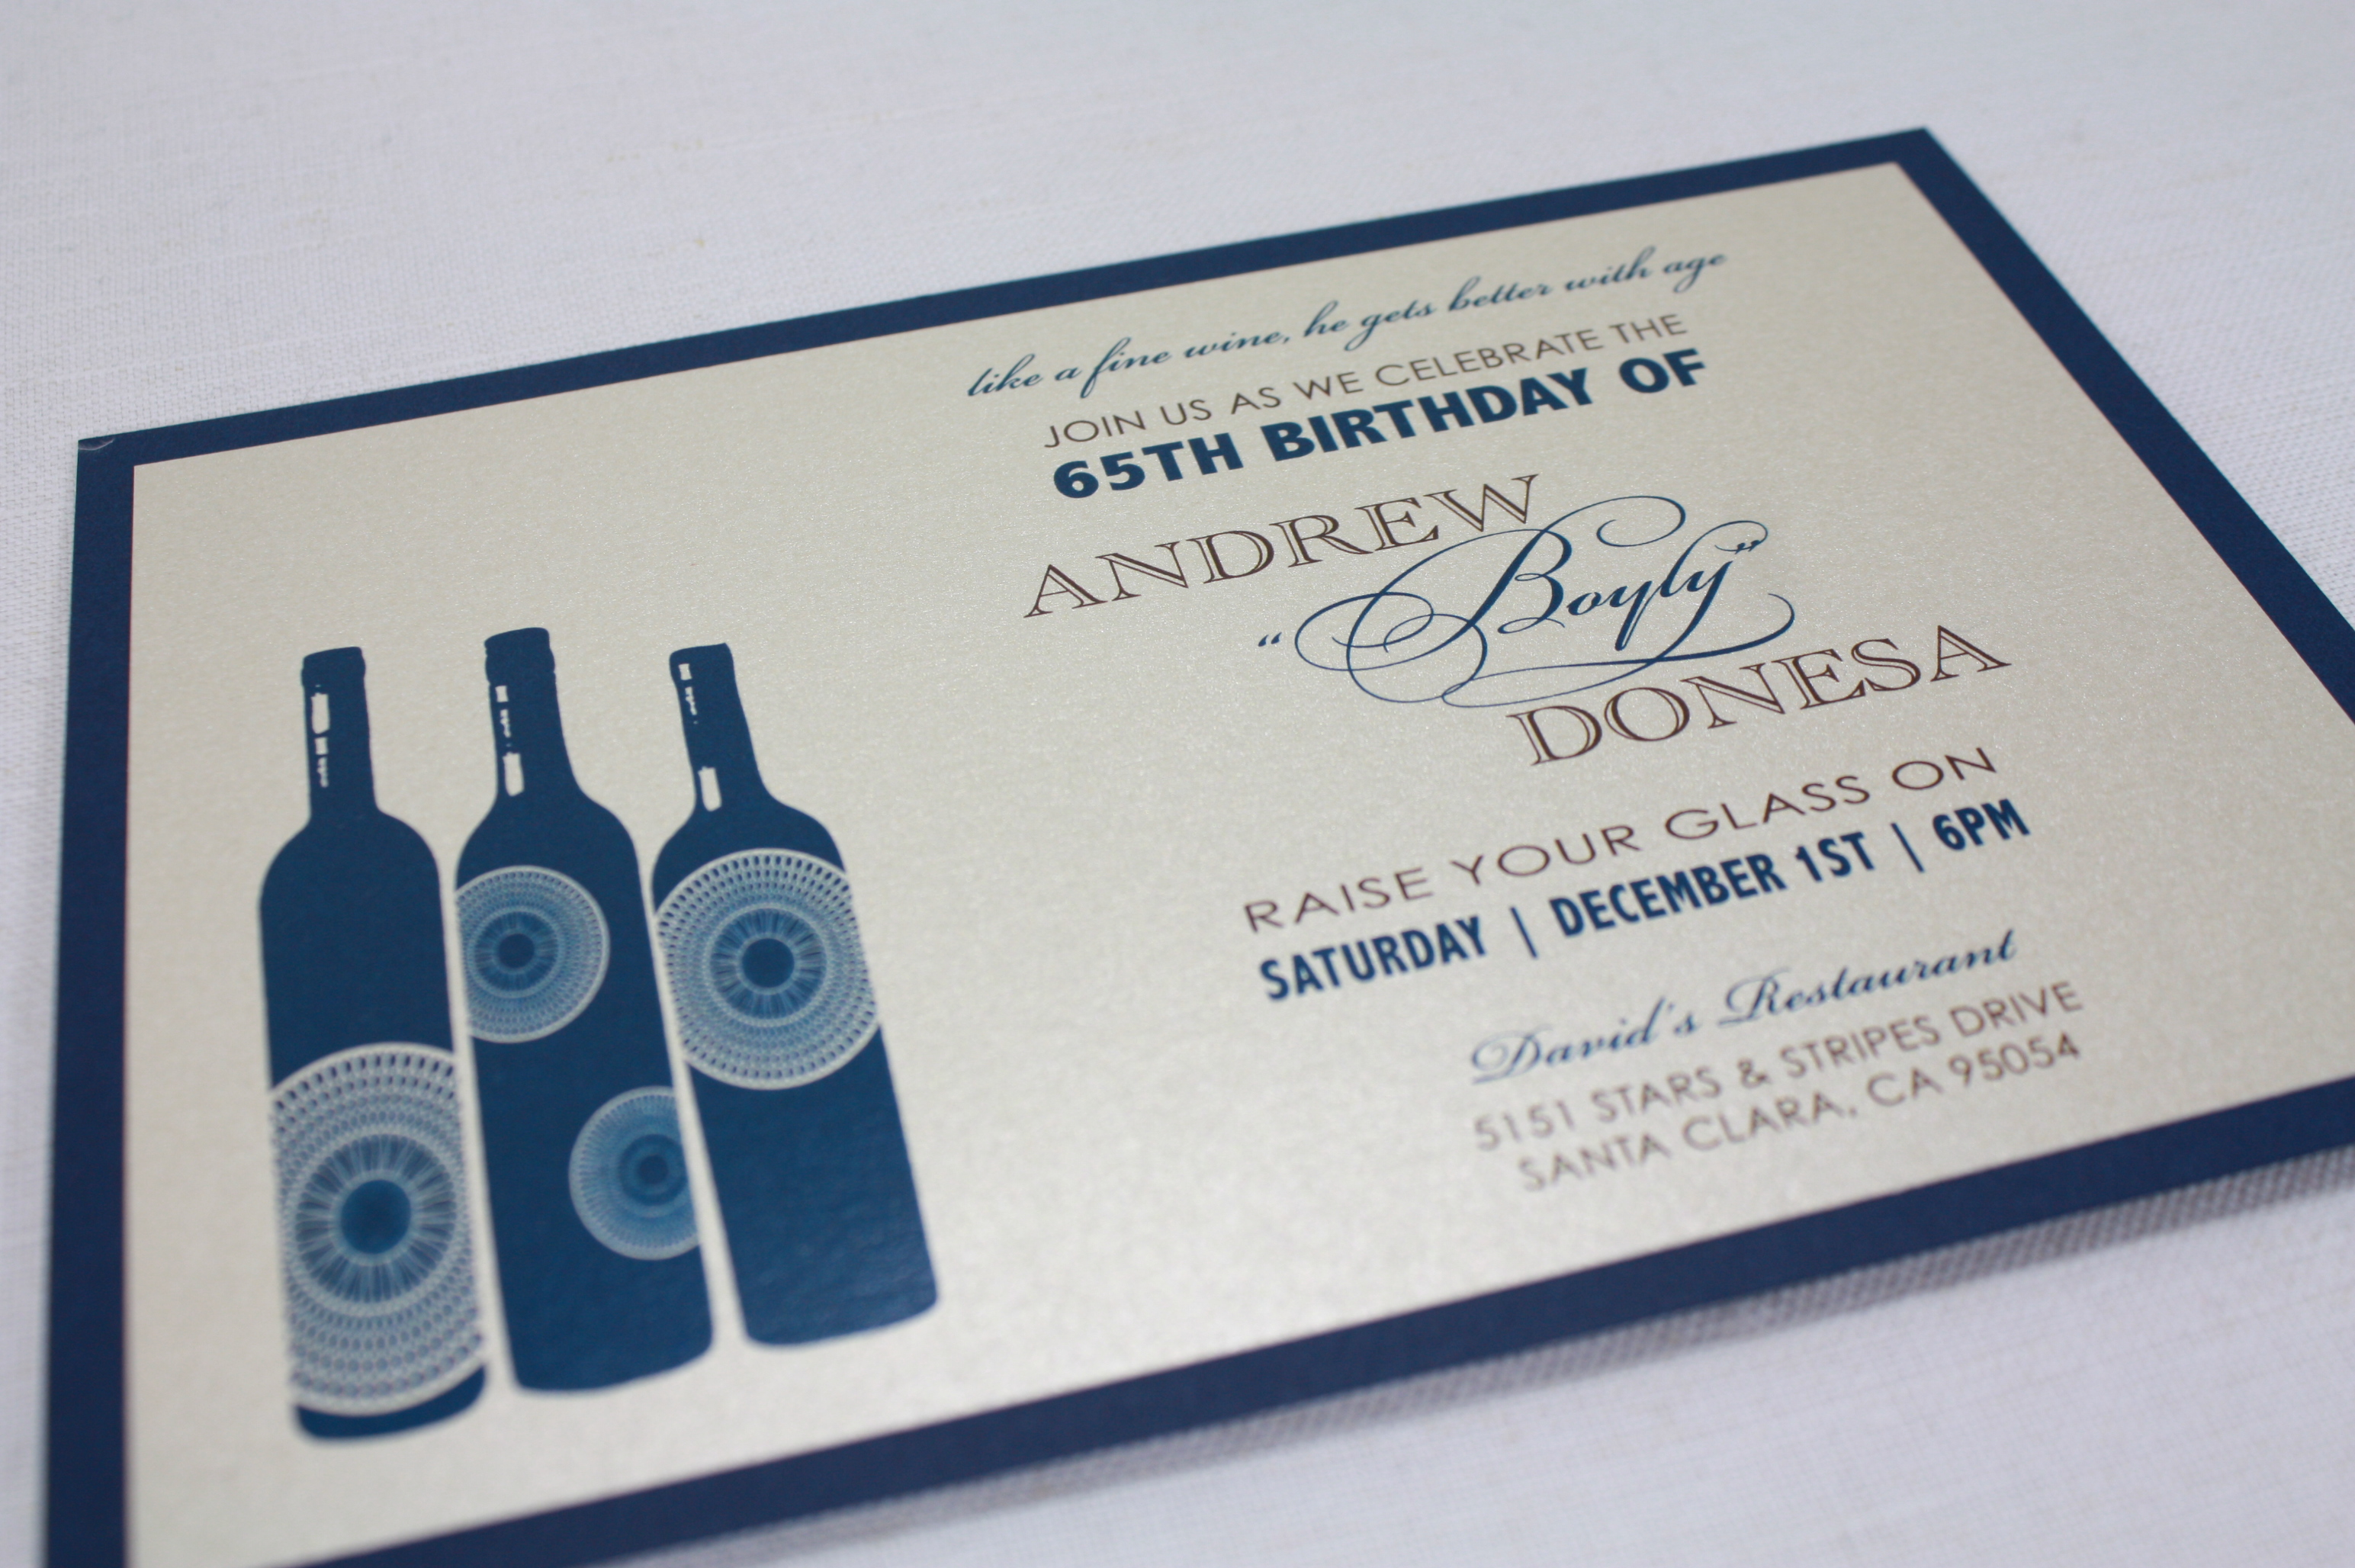 like a fine wine, he gets better with age
JOIN US AS WE CELEBRATE THE
65TH BIRTHDAY OF
ANDREW
“Boyly”
DONESA
RAISE YOUR GLASS ON
SATURDAY | DECEMBER 1ST | 6PM
David's Restaurant
5151 STARS & STRIPES DRIVE
SANTA CLARA, CA 95054